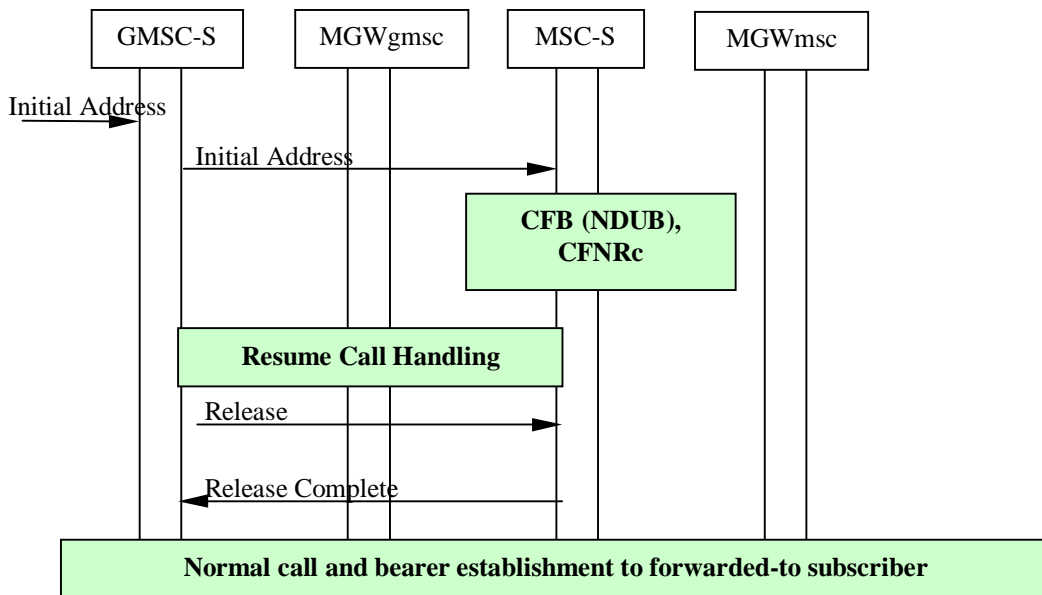 GMSC-S
MGWgmsc
MSC-S
MGWmsc
Initial Address
Initial Address
CFB (NDUB),
CFNRc
Resume Call Handling
Release
Release Complete
Normal call and bearer establishment to forwarded-to subscriber